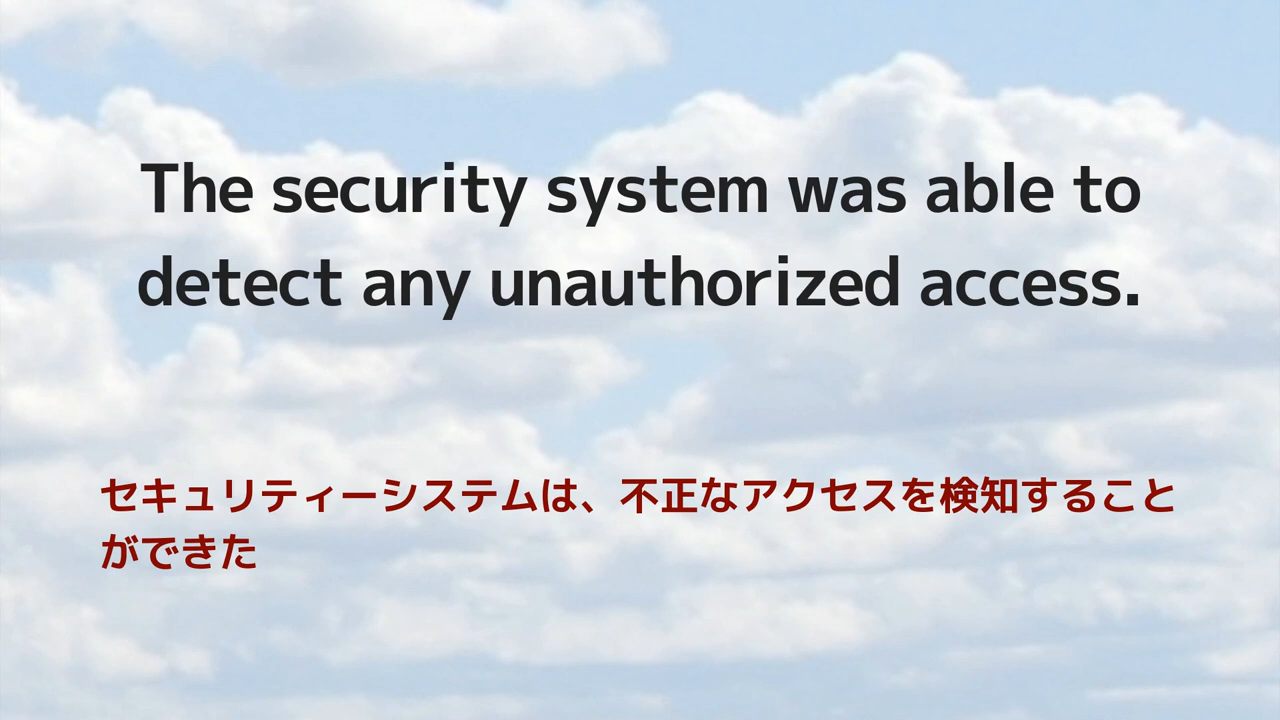 The security system was able to
detect any unauthorized access.
セキュリティーシステムは、不正なアクセスを検知すること
ができた